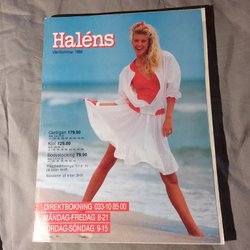 Haléns
Vår/sommar 1988
Cardigan 179.00
Kjol 129.00
Bodystocking 79.90
DIREKTBOKNING 033-10 85 00
MÅNDAG-FREDAG 8-21
LÖRDAG-SÖNDAG 9-15